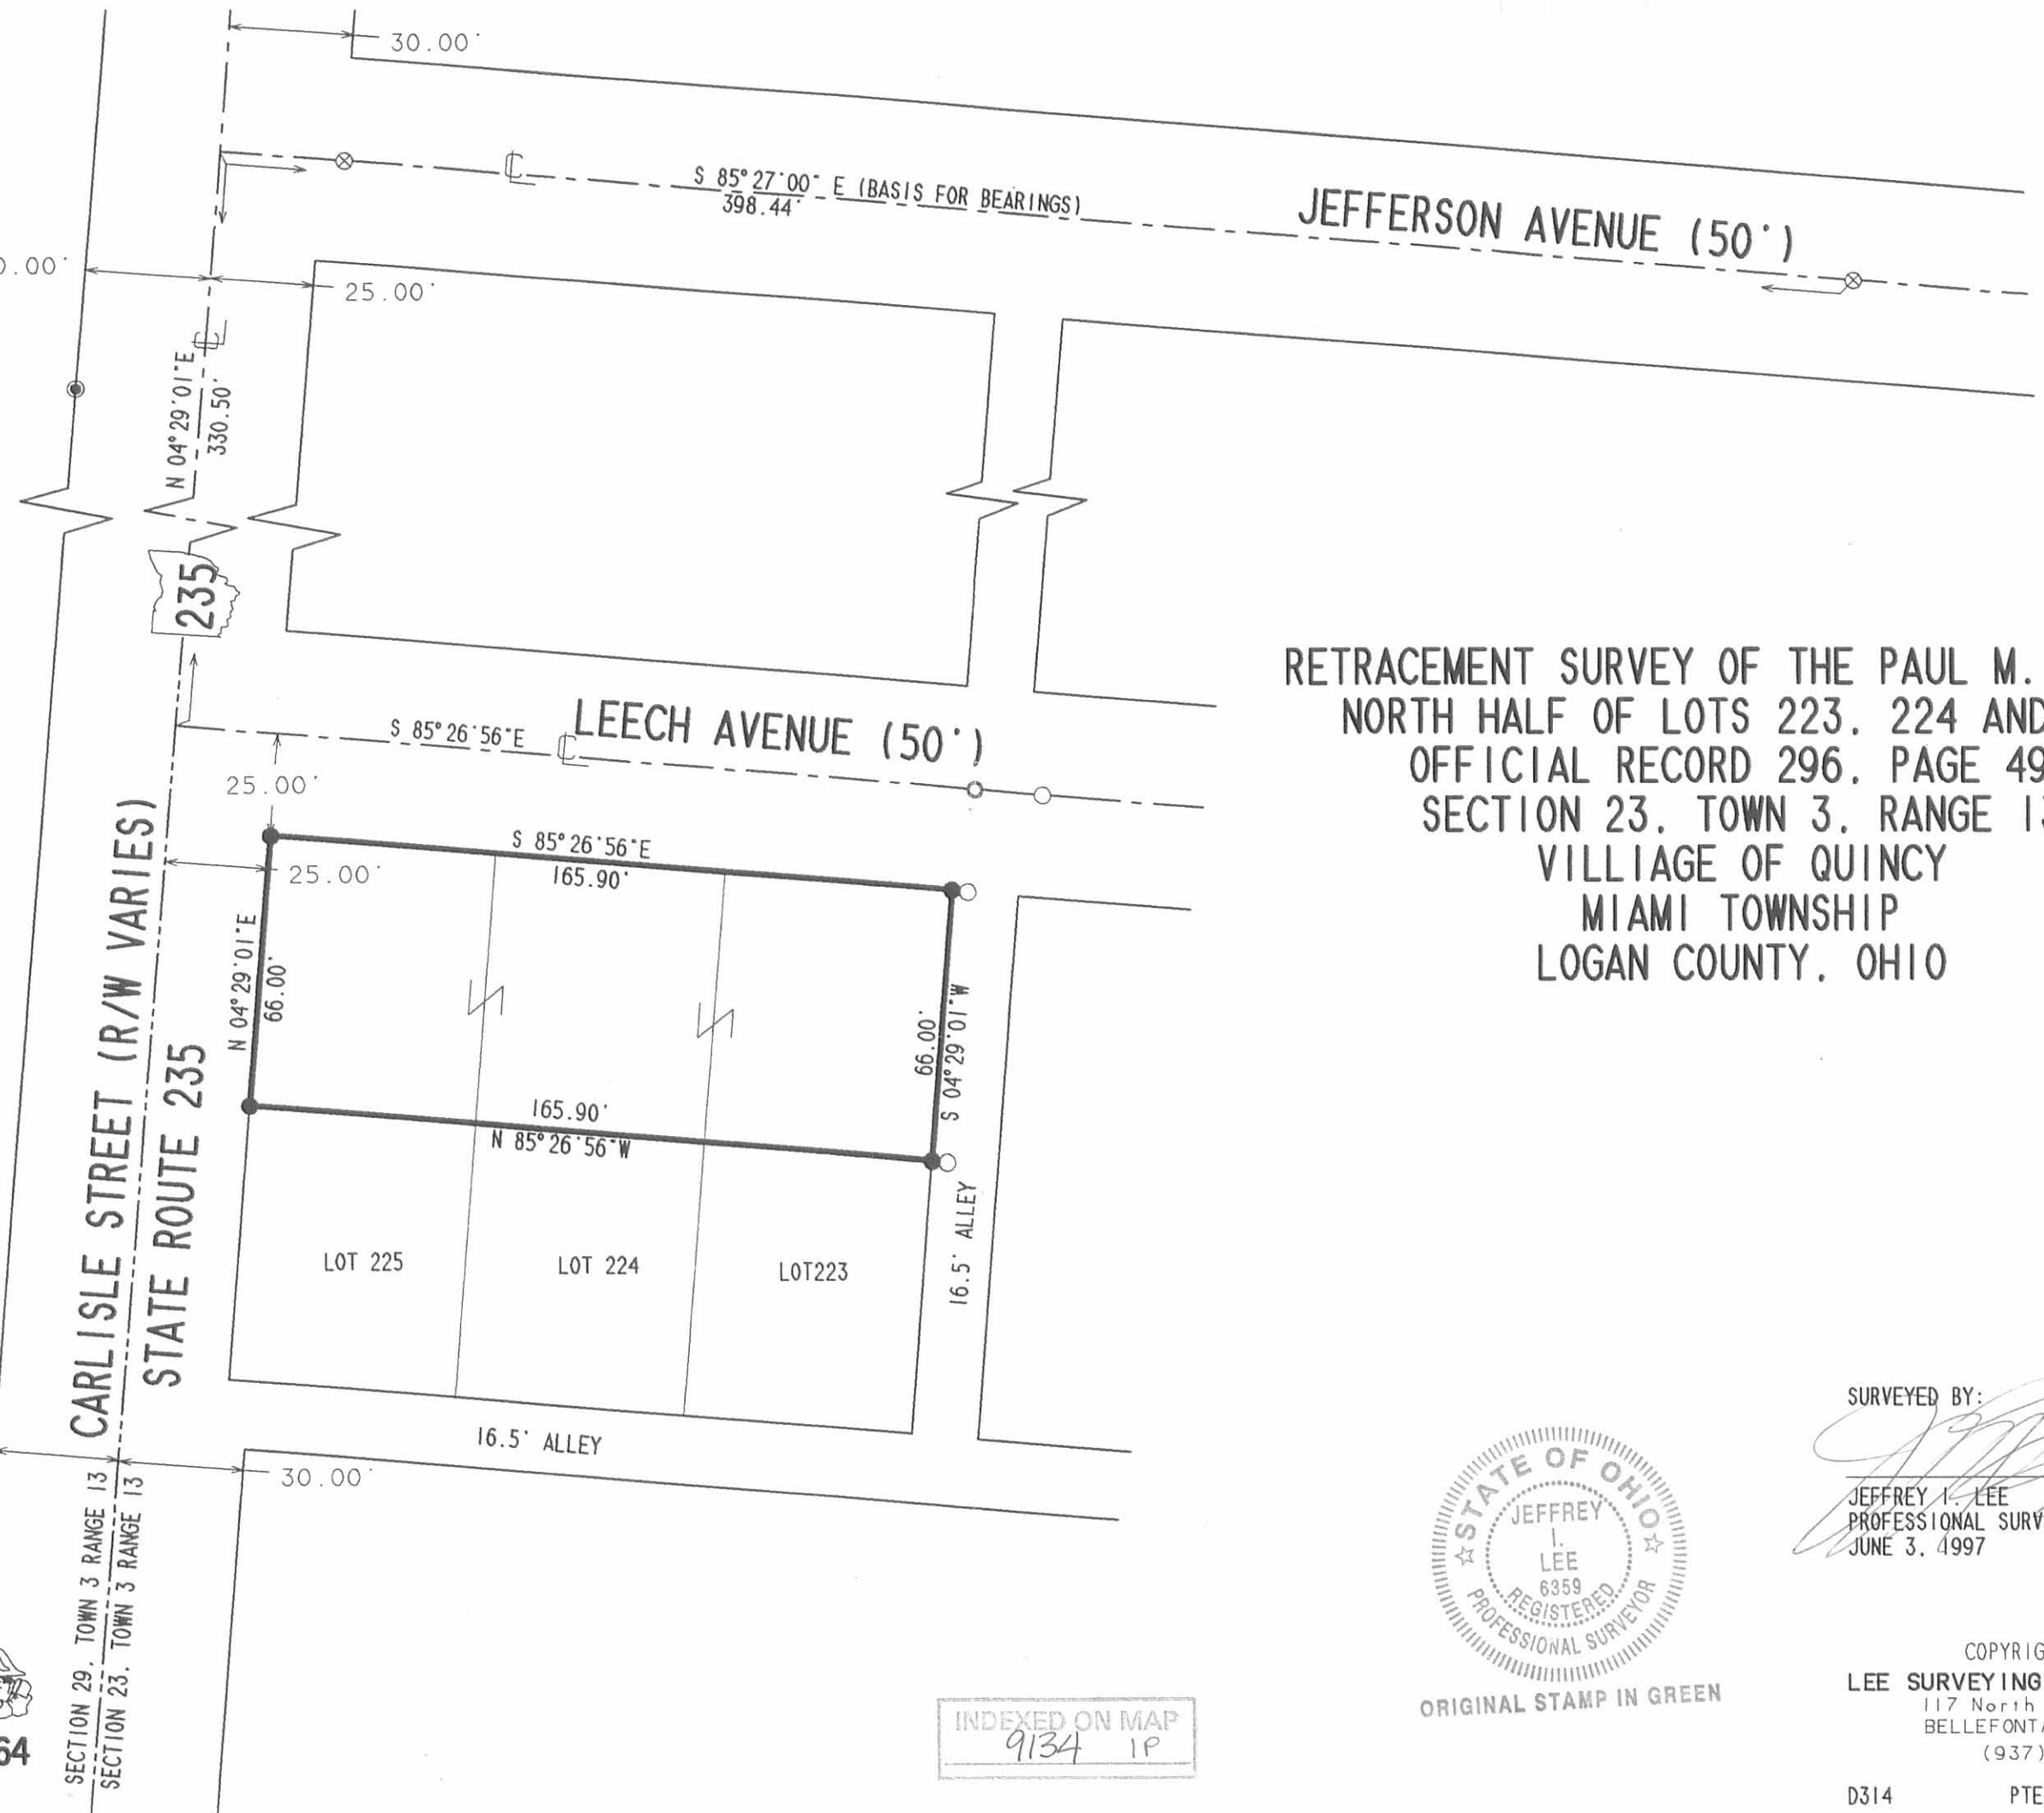 30.00'
S 85°27'00" E (BASIS FOR BEARINGS)
398.44'
JEFFERSON AVENUE (50')
0.00'
25.00'
N 04°29'01"E
330.50'
235
RETRACEMENT SURVEY OF THE PAUL M.
NORTH HALF OF LOTS 223, 224 AND
OFFICIAL RECORD 296, PAGE 49
SECTION 23, TOWN 3, RANGE 13
VILLIAGE OF QUINCY
MIAMI TOWNSHIP
LOGAN COUNTY, OHIO
S 85°26'56"E
LEECH AVENUE (50')
25.00'
S 85°26'56"E
165.90'
25.00'
N 04°29'01"E
66.00'
66.00'
S 04°29'01"W
165.90'
N 85°26'56"W
CARLISLE STREET (R/W VARIES)
STATE ROUTE 235
LOT 225
LOT 224
LOT223
16.5' ALLEY
16.5' ALLEY
30.00'
SECTION 29, TOWN 3 RANGE 13
SECTION 23, TOWN 3 RANGE 13
64
INDEXED ON MAP
9134 1P
STATE OF OHIO
JEFFREY
I.
LEE
6359
REGISTERED
PROFESSIONAL SURVEYOR
ORIGINAL STAMP IN GREEN
SURVEYED BY:
JEFFREY I. LEE
PROFESSIONAL SURV
JUNE 3, 1997
COPYRIG
LEE SURVEYING
117 North
BELLEFONT
(937)
D314 PTE